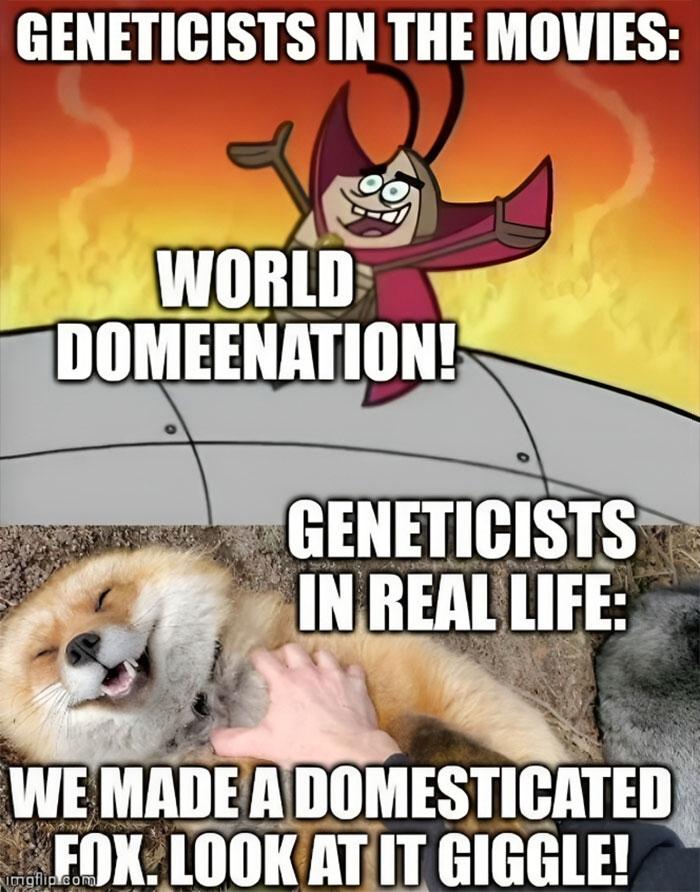 GENETICISTS IN THE MOVIES:
WORLD
DOMEENATION!
GENETICISTS
IN REAL LIFE:
WE MADE A DOMESTICATED
FOX. LOOK AT IT GIGGLE!
imgflip.com